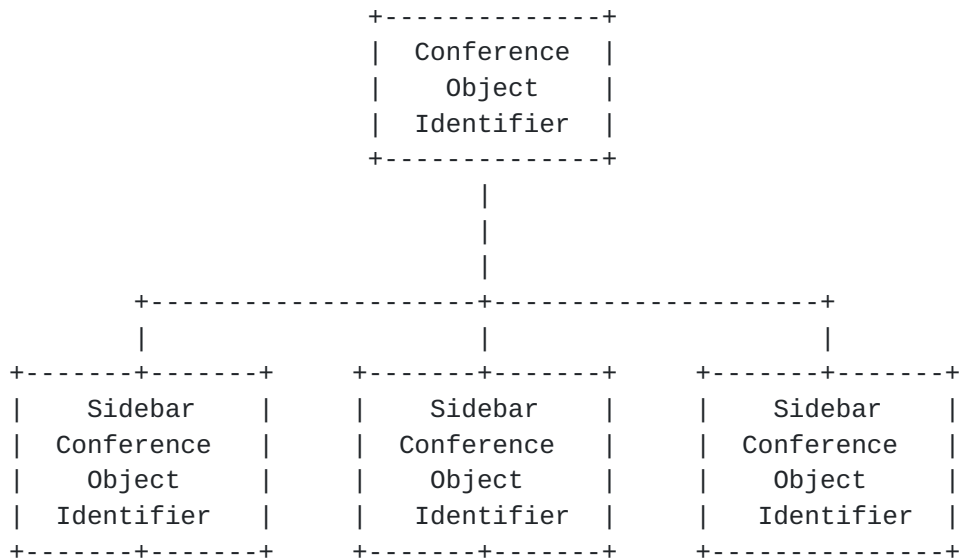 Conference
Object
Identifier
Sidebar Sidebar Sidebar
Conference Conference Conference
Object Object Object
Identifier Identifier Identifier